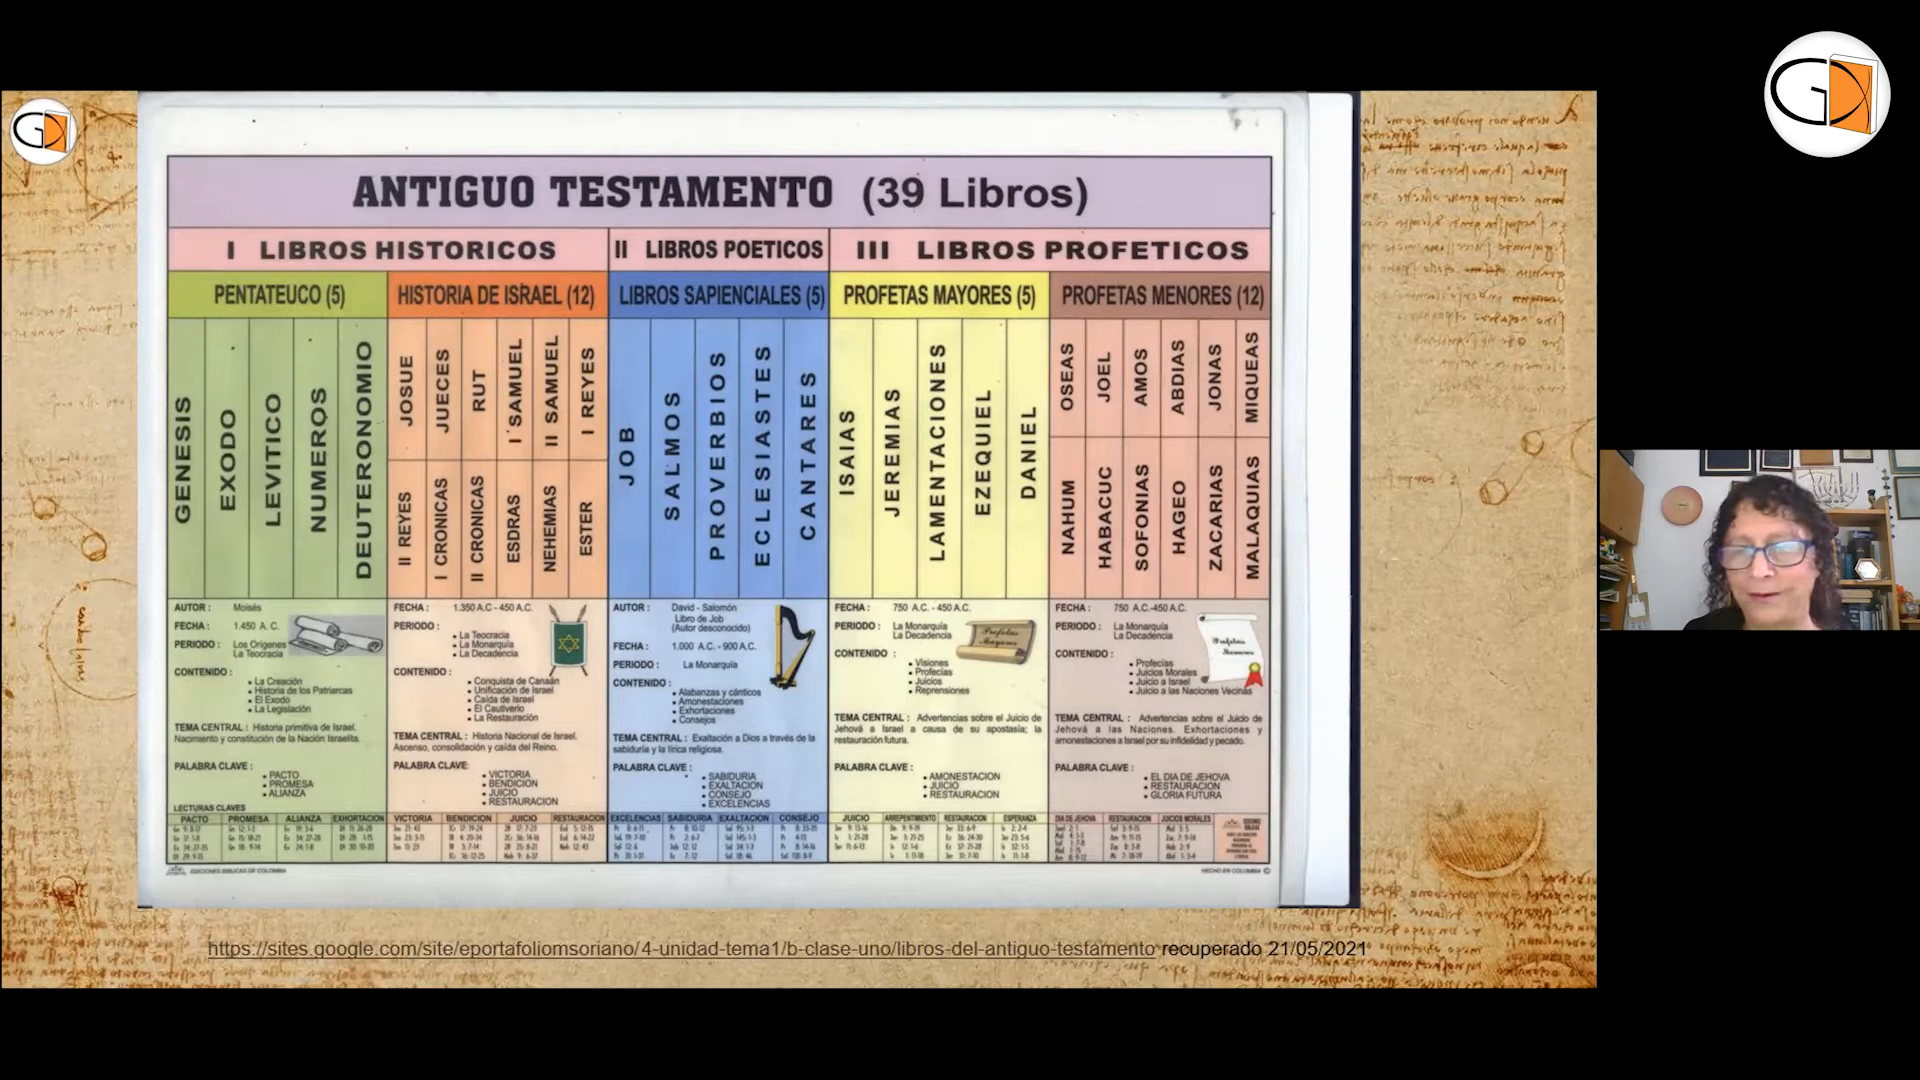 ANTIGUO TESTAMENTO (39 Libros)
I LIBROS HISTORICOS
II LIBROS POETICOS
III LIBROS PROFETICOS
PENTATEUCO (5)
HISTORIA DE ISRAEL (12)
LIBROS SAPIENCIALES (5)
PROFETAS MAYORES (5)
PROFETAS MENORES (12)
GENESIS
EXODO
LEVITICO
NUMEROS
DEUTERONOMIO
JOSUE
JUECES
RUT
I SAMUEL
II SAMUEL
I REYES
II REYES
I CRONICAS
II CRONICAS
ESDRAS
NEHEMIAS
ESTER
JOB
SALMOS
PROVERBIOS
ECLESIASTES
CANTARES
ISAIAS
JEREMIAS
LAMENTACIONES
EZEQUIEL
DANIEL
OSEAS
JOEL
AMOS
ABDIAS
JONAS
MIQUEAS
NAHUM
HABACUC
SOFONIAS
HAGEO
ZACARIAS
MALAQUIAS
AUTOR : Moisés
FECHA : 1.450 A. C.
PERIODO : Los Orígenes
La Teocracia
CONTENIDO :
• La Creación
• Historia de los Patriarcas
• El Exodo
• La Legislación
TEMA CENTRAL : Historia primitiva de Israel.
Nacimiento y constitución de la Nación Israelita.
PALABRA CLAVE :
• PACTO
• PROMESA
• ALIANZA
LECTURAS CLAVES
PACTO PROMESA ALIANZA EXHORTACION
FECHA : 1.350 A.C. - 450 A.C.
PERIODO :
• La Teocracia
• La Monarquía
• La Decadencia
CONTENIDO :
• Conquista de Canaán
• Unificación de Israel
• Caída de Israel
• El Cautiverio
• La Restauración
TEMA CENTRAL : Historia Nacional de Israel.
Ascenso, consolidación y caída del Reino.
PALABRA CLAVE:
• VICTORIA
• BENDICION
• JUICIO
• RESTAURACION
VICTORIA BENDICION JUICIO RESTAURACION
AUTOR : David - Salomón
Libro de Job
(Autor desconocido)
FECHA : 1.000 A.C. - 900 A.C.
PERIODO : La Monarquía
CONTENIDO :
• Alabanzas y cánticos
• Amonestaciones
• Exhortaciones
• Consejos
TEMA CENTRAL : Exaltación a Dios a través de la
sabiduría y la lírica religiosa.
PALABRA CLAVE :
• SABIDURIA
• EXALTACION
• CONSEJO
• EXCELENCIAS
EXCELENCIAS SABIDURIA EXALTACION CONSEJO
FECHA : 750 A.C. - 450 A.C.
PERIODO : La Monarquía
La Decadencia
CONTENIDO :
• Visiones
• Profecías
• Juicios
• Reprensiones
Profetas
Mayores
TEMA CENTRAL : Advertencias sobre el Juicio de
Jehová a Israel a causa de su apostasía; la
restauración futura.
PALABRA CLAVE :
• AMONESTACION
• JUICIO
• RESTAURACION
JUICIO ARREPENTIMIENTO RESTAURACION ESPERANZA
FECHA : 750 A.C.-450 A.C.
PERIODO : La Monarquía
La Decadencia
CONTENIDO :
• Profecías
• Juicios Morales
• Juicio a Israel
• Juicio a las Naciones Vecinas
Profetas
Menores
TEMA CENTRAL : Advertencias sobre el Juicio de
Jehová a las Naciones. Exhortaciones y
amonestaciones a Israel por su infidelidad y pecado.
PALABRA CLAVE :
• EL DIA DE JEHOVA
• RESTAURACION
• GLORIA FUTURA
DIA DE JEHOVA RESTAURACION JUICIOS MORALES
EDICIONES BIBLICAS DE COLOMBIA
HECHO EN COLOMBIA ©
https://sites.google.com/site/eportafoliomsoriano/4-unidad-tema1/b-clase-uno/libros-del-antiguo-testamento recuperado 21/05/2021